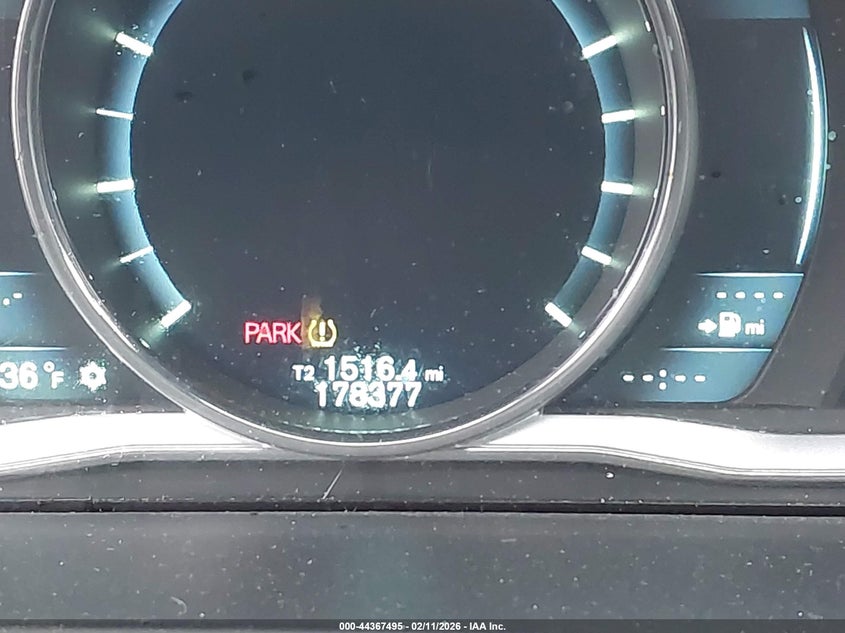 PARK
T2 1516.4 mi
178377
36 °F
--:--
---- mi
000-44367495 - 02/11/2026 - IAA Inc.